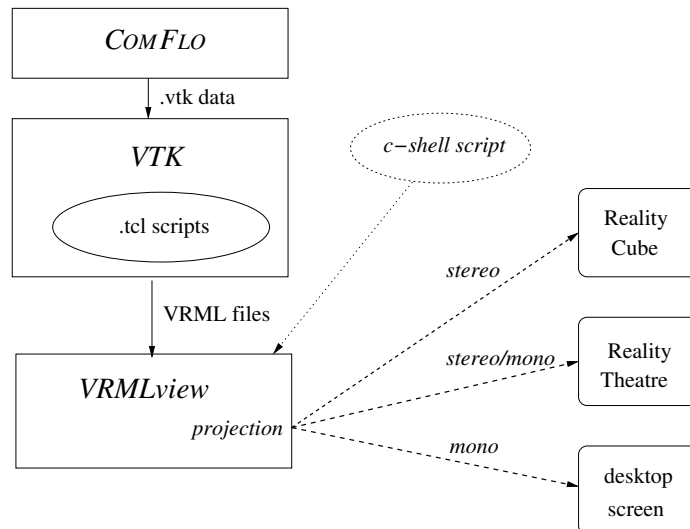 COMFLO
.vtk data
VTK
c−shell script
.tcl scripts
Reality
Cube
stereo
VRML files
stereo/mono
Reality
Theatre
VRMLview
projection
mono
desktop
screen